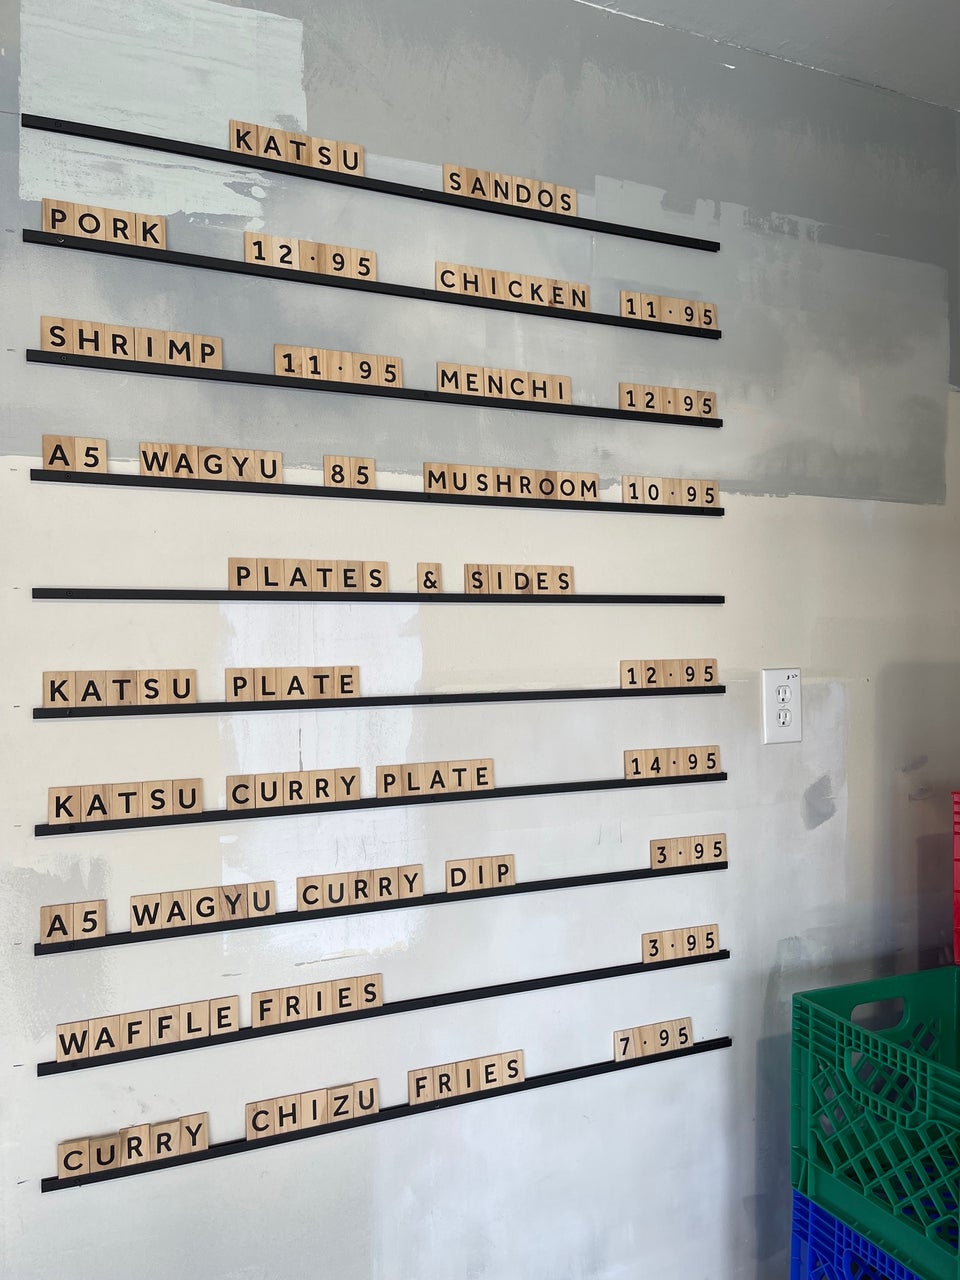 KATSU SANDOS
PORK 12·95 CHICKEN 11·95
SHRIMP 11·95 MENCHI 12·95
A5 WAGYU 85 MUSHROOM 10·95
PLATES & SIDES
KATSU PLATE 12·95
KATSU CURRY PLATE 14·95
A5 WAGYU CURRY DIP 3·95
WAFFLE FRIES 3·95
CURRY CHIZU FRIES 7·95